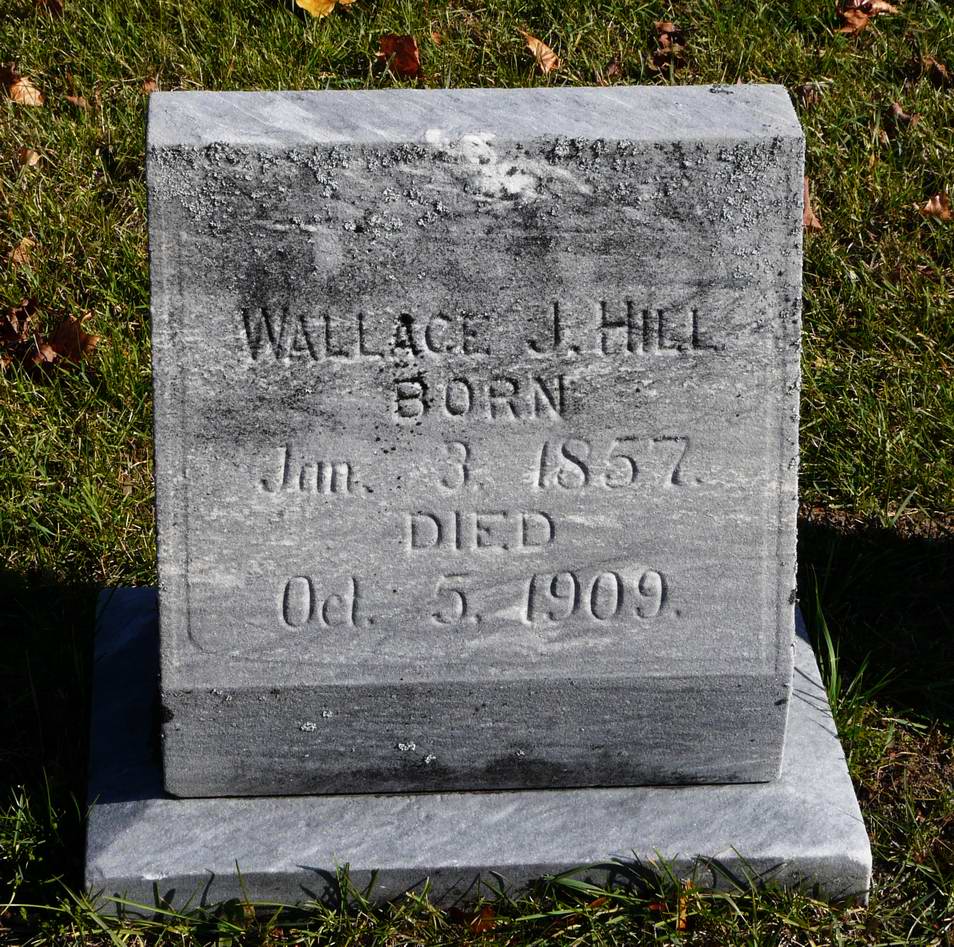 WALLACE J. HILL
BORN
Jan. 3. 1857.
DIED
Oct. 5. 1909.